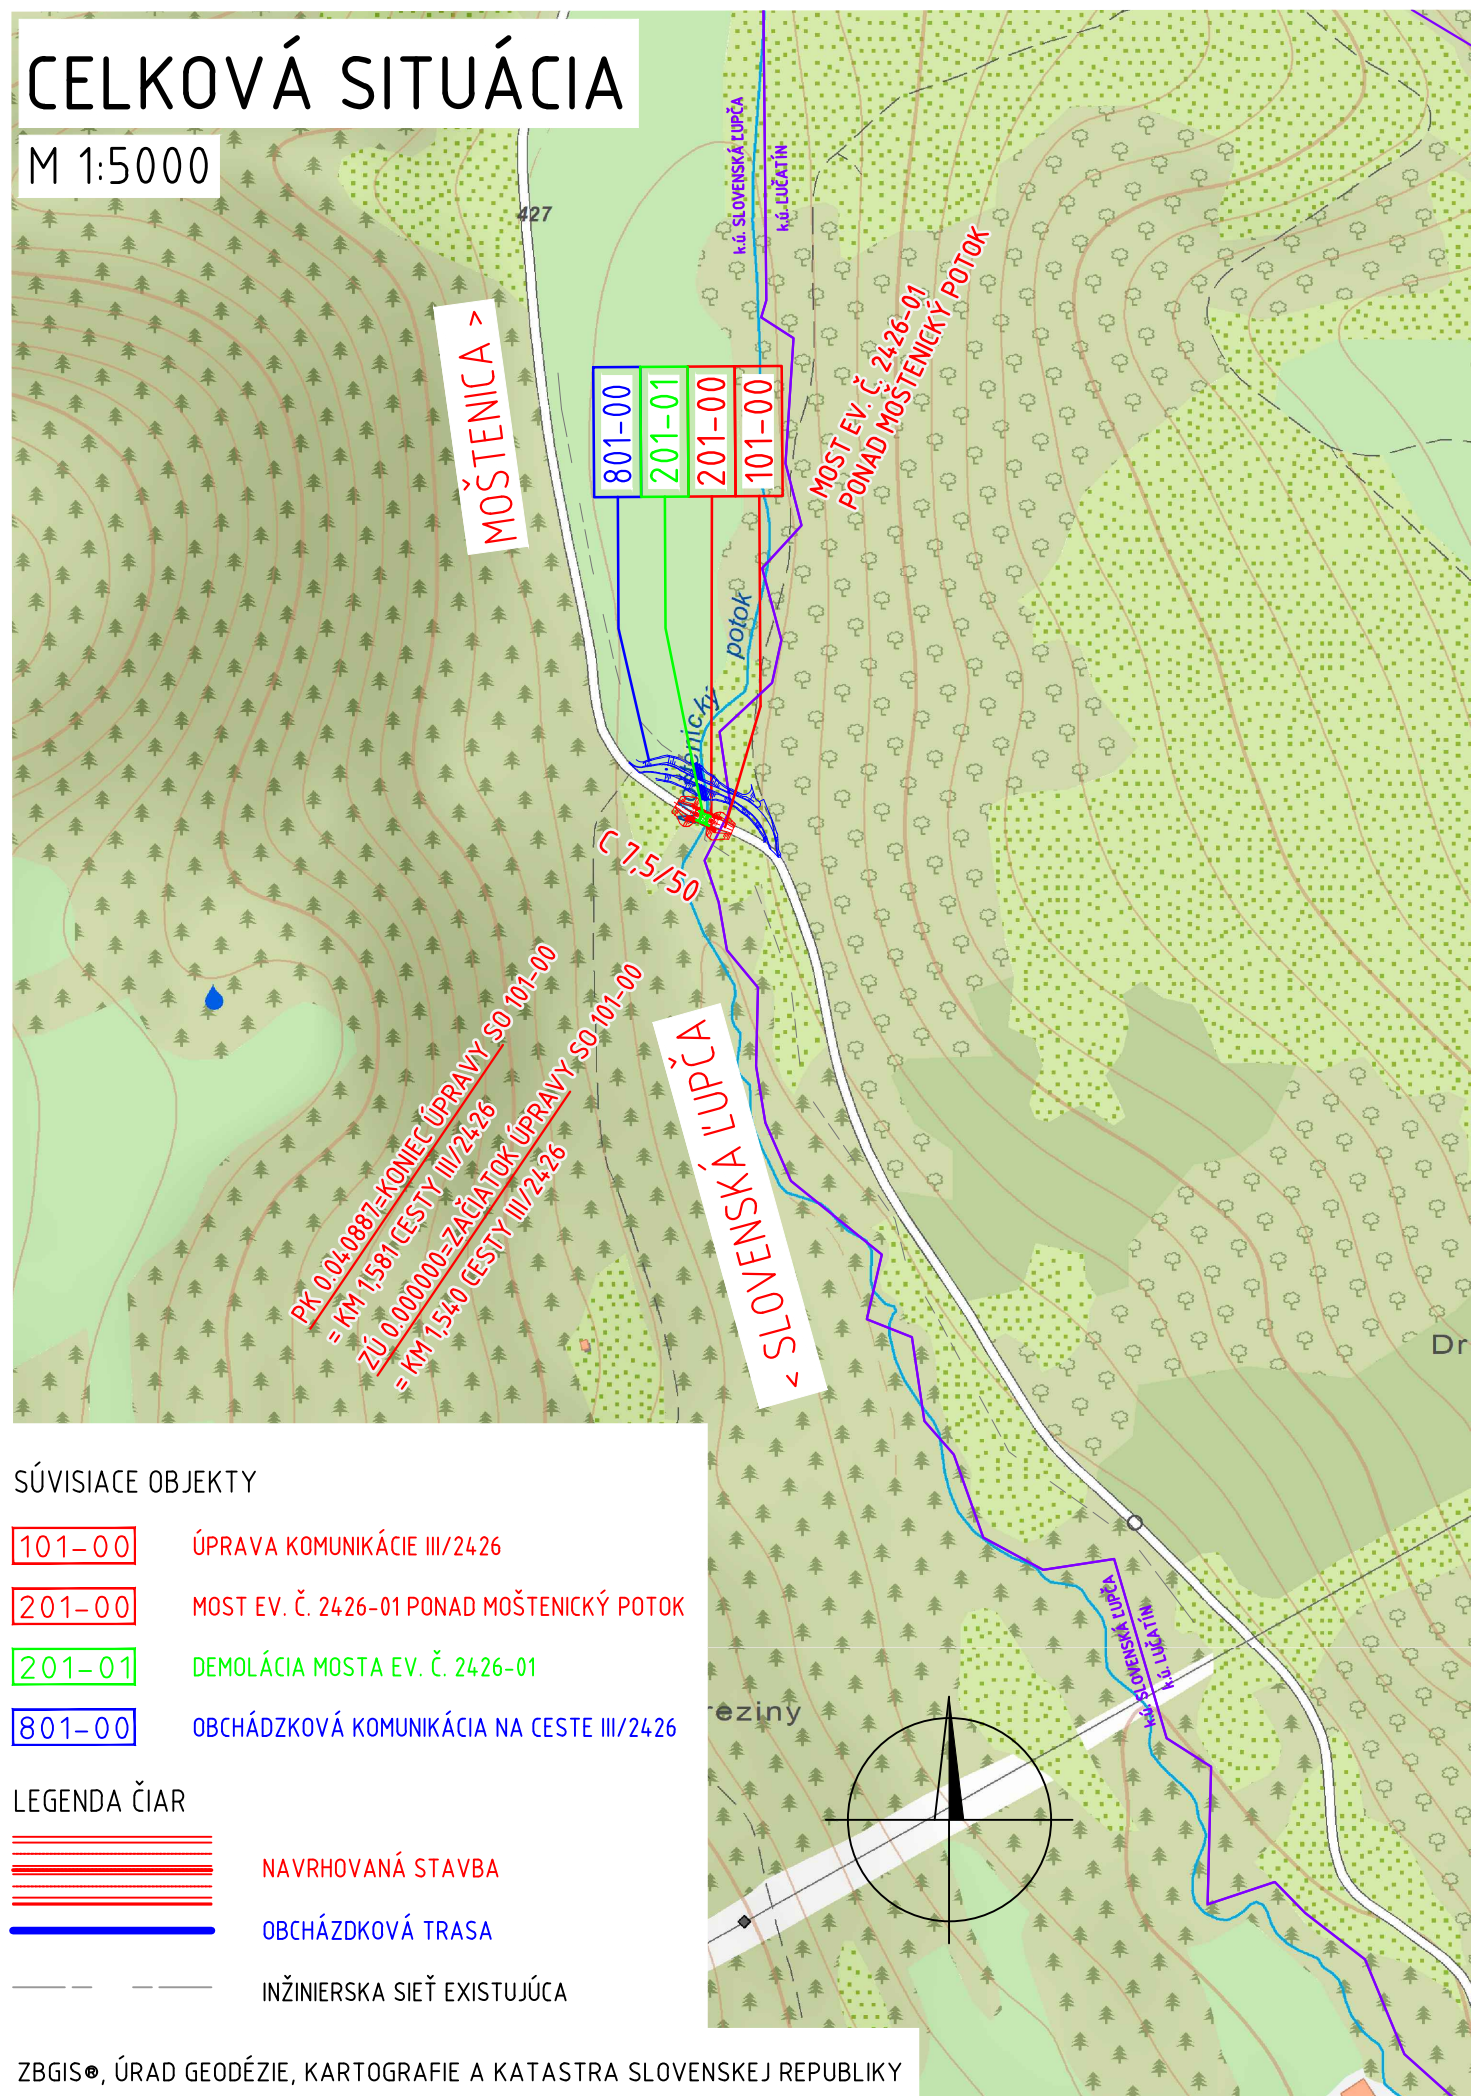 CELKOVÁ SITUÁCIA
M 1:5000
427
k.ú. SLOVENSKÁ ĽUPČA
k.ú. LUČATÍN
MOŠTENICA >
801-00
201-01
201-00
101-00
MOST EV. Č. 2426-01
PONAD MOŠTENICKÝ POTOK
potok
C 7,5/50
PK 0.040887=KONIEC ÚPRAVY SO 101-00
= KM 1,581 CESTY III/2426
ZÚ 0.000000=ZAČIATOK ÚPRAVY SO 101-00
= KM 1,540 CESTY III/2426
< SLOVENSKÁ ĽUPČA
Dr
k.ú. SLOVENSKÁ ĽUPČA
k.ú. LUČATÍN
reziny
SÚVISIACE OBJEKTY
101-00 ÚPRAVA KOMUNIKÁCIE III/2426
201-00 MOST EV. Č. 2426-01 PONAD MOŠTENICKÝ POTOK
201-01 DEMOLÁCIA MOSTA EV. Č. 2426-01
801-00 OBCHÁDZKOVÁ KOMUNIKÁCIA NA CESTE III/2426
LEGENDA ČIAR
NAVRHOVANÁ STAVBA
OBCHÁZDKOVÁ TRASA
INŽINIERSKA SIEŤ EXISTUJÚCA
ZBGIS®, ÚRAD GEODÉZIE, KARTOGRAFIE A KATASTRA SLOVENSKEJ REPUBLIKY